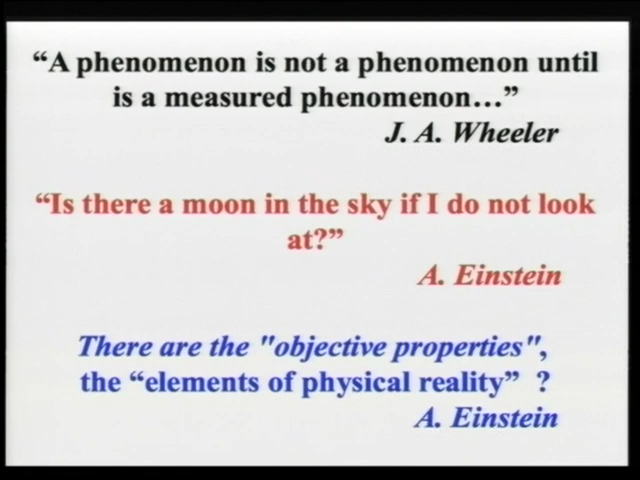 “A phenomenon is not a phenomenon until
is a measured phenomenon…”
J. A. Wheeler
“Is there a moon in the sky if I do not look
at?”
A. Einstein
There are the "objective properties",
the “elements of physical reality” ?
A. Einstein